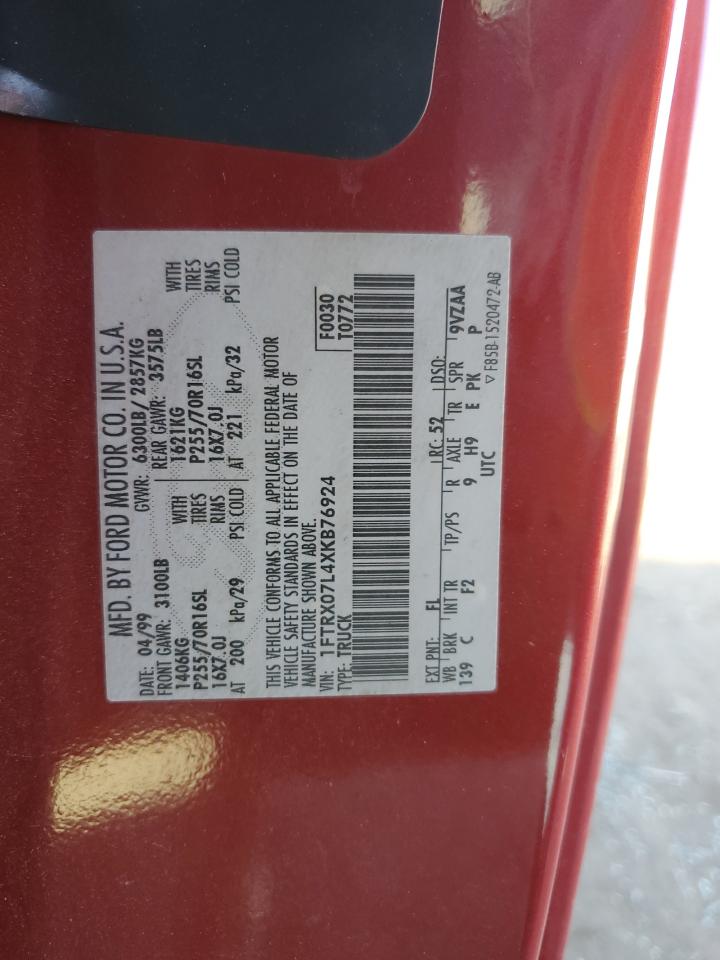 MFD. BY FORD MOTOR CO. IN U.S.A.
DATE: 04/99 GVWR: 6300LB/2857KG
FRONT GAWR: 3100LB REAR GAWR: 3575LB
1406KG WITH 1621KG WITH
P255/70R16SL TIRES P255/70R16SL TIRES
16X7.0J RIMS 16X7.0J RIMS
AT 200 kPa/29 PSI COLD AT 221 kPa/32 PSI COLD
THIS VEHICLE CONFORMS TO ALL APPLICABLE FEDERAL MOTOR
VEHICLE SAFETY STANDARDS IN EFFECT ON THE DATE OF
MANUFACTURE SHOWN ABOVE.
VIN: 1FTRX07L4XKB76924 F0030
TYPE: TRUCK T0772
EXT PNT: FL RC: 52 DSO:
WB BRK INT TR TP/PS R AXLE TR SPR 9VZAA
139 C F2 9 H9 E PK P
UTC
▽ F85B-1520472-AB